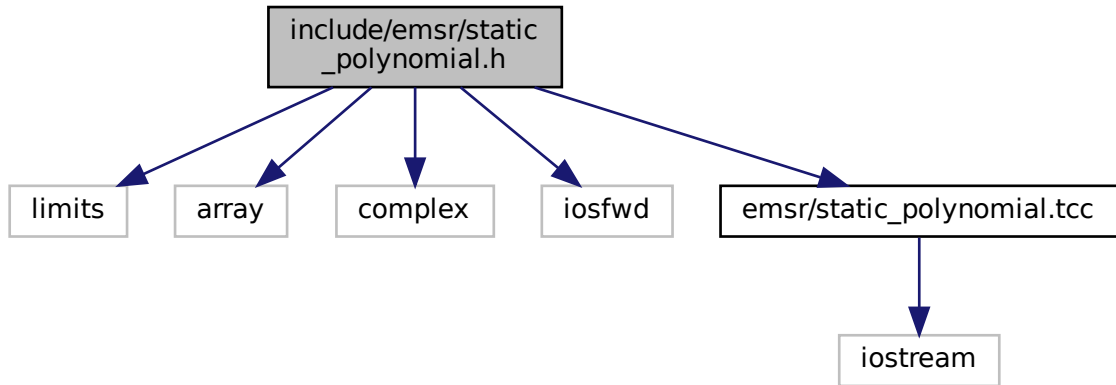 include/emsr/static
_polynomial.h
limits
array
complex
iosfwd
emsr/static_polynomial.tcc
iostream